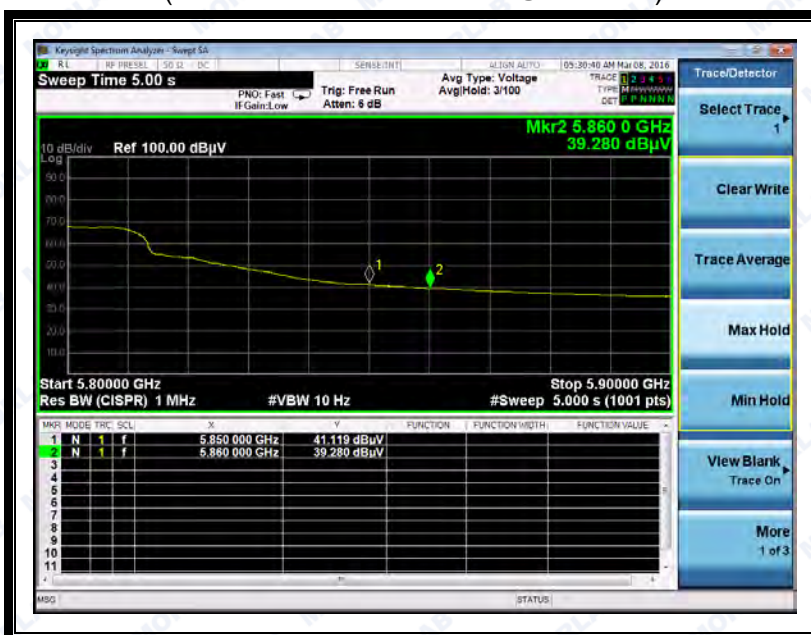 Keysight Spectrum Analyzer - Swept SA
RL RF PRESEL 50 Ω DC SENSE:INT ALIGN AUTO 05:30:40 AM Mar 08, 2016
Sweep Time 5.00 s
PNO: Fast
IFGain:Low
Trig: Free Run
Atten: 6 dB
Avg Type: Voltage
Avg|Hold: 3/100
TRACE 1 2 3 4 5 6
TYPE M
DET P P N N N N
Mkr2 5.860 0 GHz
39.280 dBµV
10 dB/div Ref 100.00 dBµV
Log
90.0
80.0
70.0
60.0
50.0
40.0
30.0
20.0
10.0
1
2
Start 5.80000 GHz Stop 5.90000 GHz
Res BW (CISPR) 1 MHz #VBW 10 Hz #Sweep 5.000 s (1001 pts)
MKR MODE TRC SCL X Y FUNCTION FUNCTION WIDTH FUNCTION VALUE
1 N 1 f 5.850 000 GHz 41.119 dBuV
2 N 1 f 5.860 000 GHz 39.280 dBuV
3
4
5
6
7
8
9
10
11
MSG STATUS
Trace/Detector
Select Trace
1
Clear Write
Trace Average
Max Hold
Min Hold
View Blank
Trace On
More
1 of 3